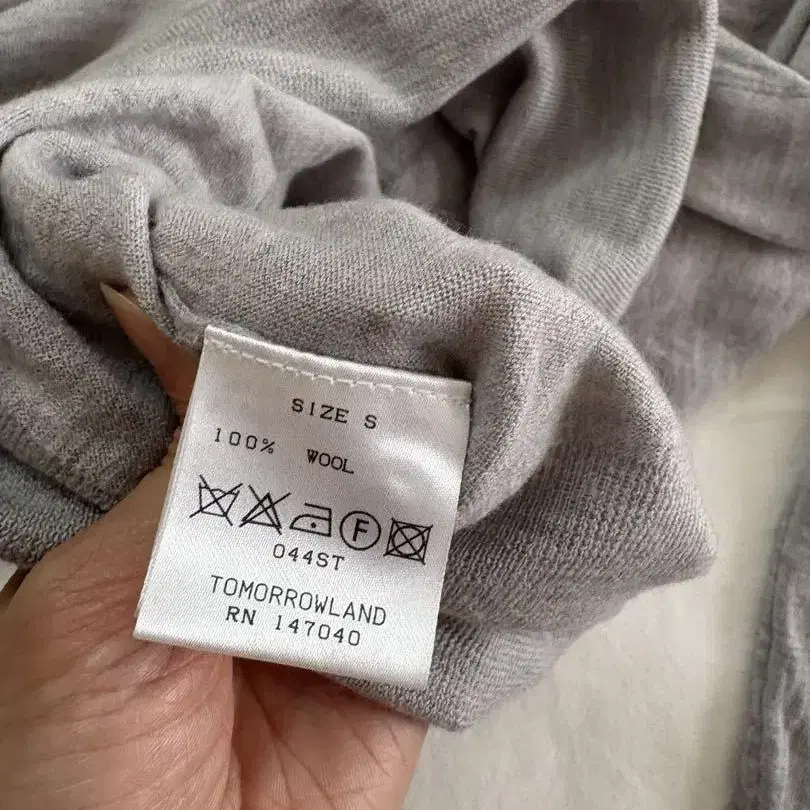 SIZE S
100% WOOL
F
044ST
TOMORROWLAND
RN 147040